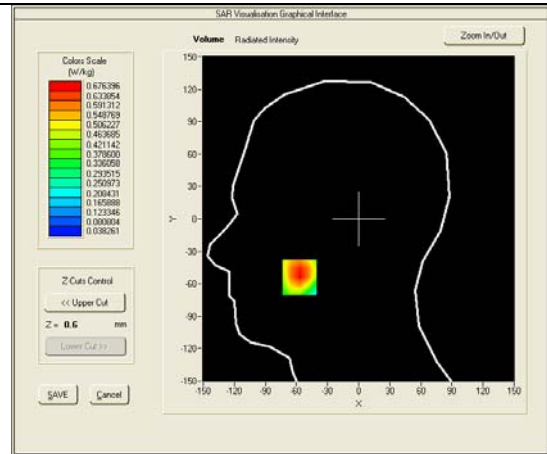 SAR Visualisation Graphical Interface
Volume Radiated Intensity
Zoom In/Out
Colors Scale
(W/kg)
0.676396
0.633854
0.591312
0.548769
0.506227
0.463685
0.421142
0.378600
0.336058
0.293515
0.250973
0.208431
0.165888
0.123346
0.080804
0.038261
Z Cuts Control
<< Upper Cut
Z = 0.6 mm
Lower Cut >>
SAVE Cancel
150
120
90
60
30
0
-30
-60
-90
-120
-150
Y
-150 -120 -90 -60 -30 0 30 60 90 120 150
X